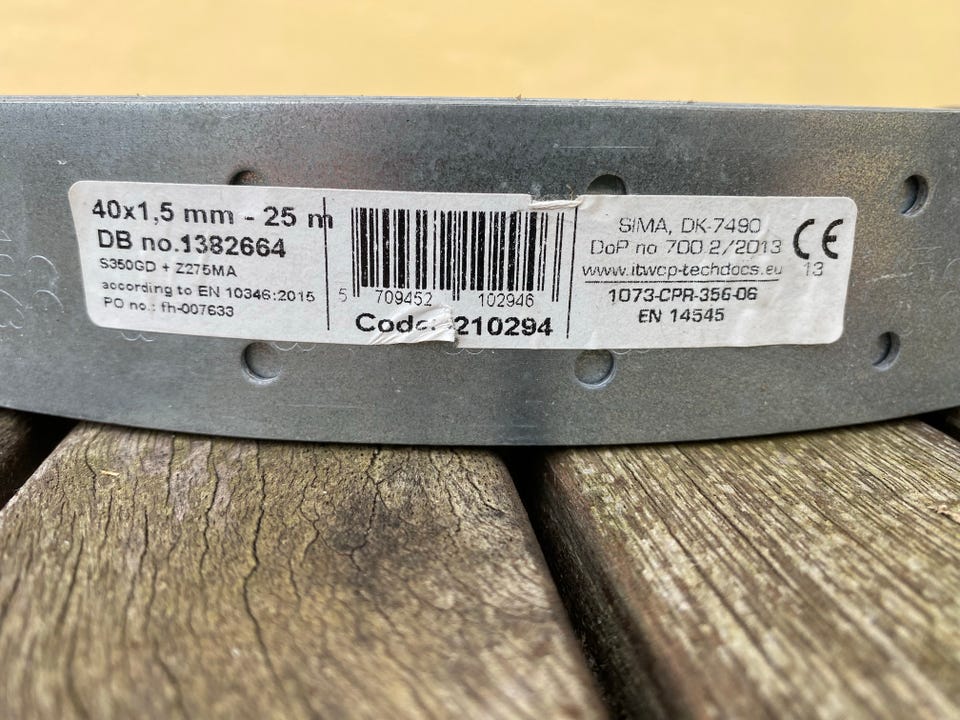 40x1,5 mm - 25 m
DB no.1382664
S350GD + Z275MA
according to EN 10346:2015
PO no.: fh-007633
5 709452 102946
Code: 210294
SIMA, DK-7490
DoP no 700.2/2013
www.itwcp-techdocs.eu
CE
13
1073-CPR-356-06
EN 14545